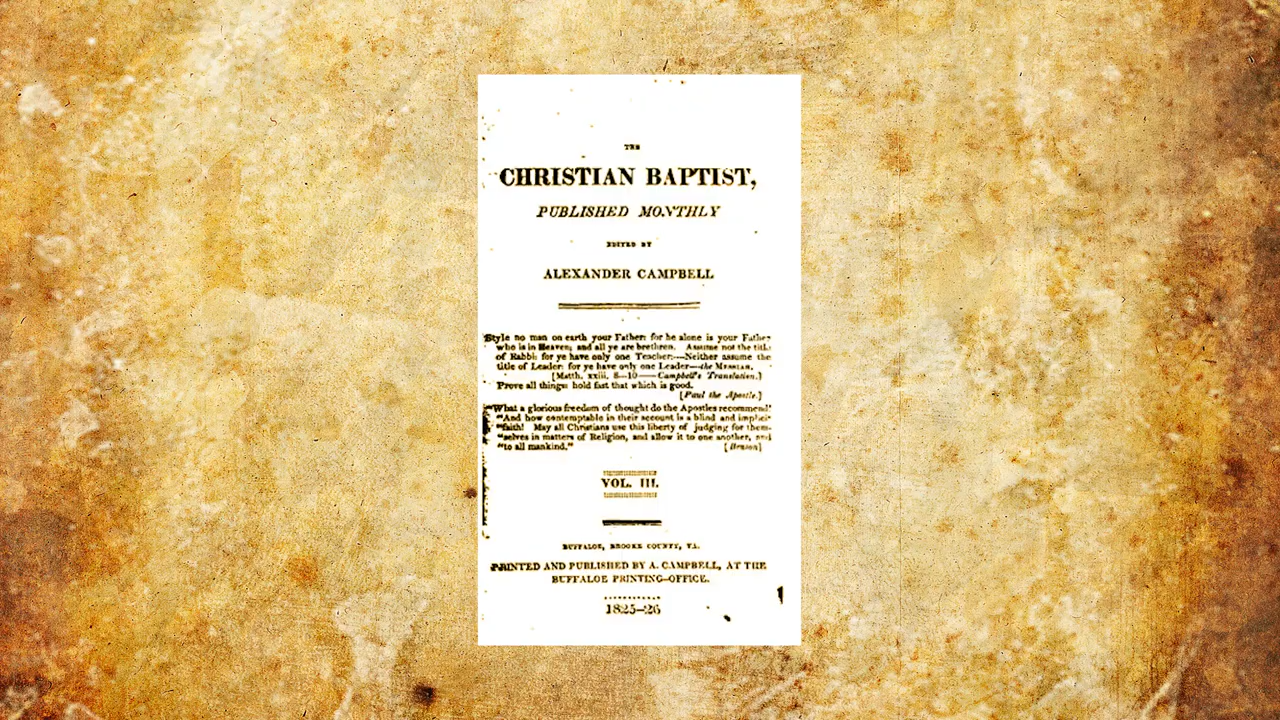 THE
CHRISTIAN BAPTIST,
PUBLISHED MONTHLY
EDITED BY
ALEXANDER CAMPBELL
Style no man on earth your Father: for he alone is your Father
who is in Heaven; and all ye are brethren. Assume not the title
of Rabbi: for ye have only one Teacher:—Neither assume the
title of Leader: for ye have only one Leader—the MESSIAH.
[Matth. xxiii, 8—10——Campbell's Translation.]
Prove all things: hold fast that which is good.
[Paul the Apostle.]
"What a glorious freedom of thought do the Apostles recommend!
"And how contemptable in their account is a blind and implicit
"faith! May all Christians use this liberty of judging for them-
"selves in matters of Religion, and allow it to one another, and
"to all mankind."
[Benson]
VOL. III.
BUFFALOE, BROOKE COUNTY, VA.
PRINTED AND PUBLISHED BY A. CAMPBELL, AT THE
BUFFALOE PRINTING-OFFICE.
1825-26